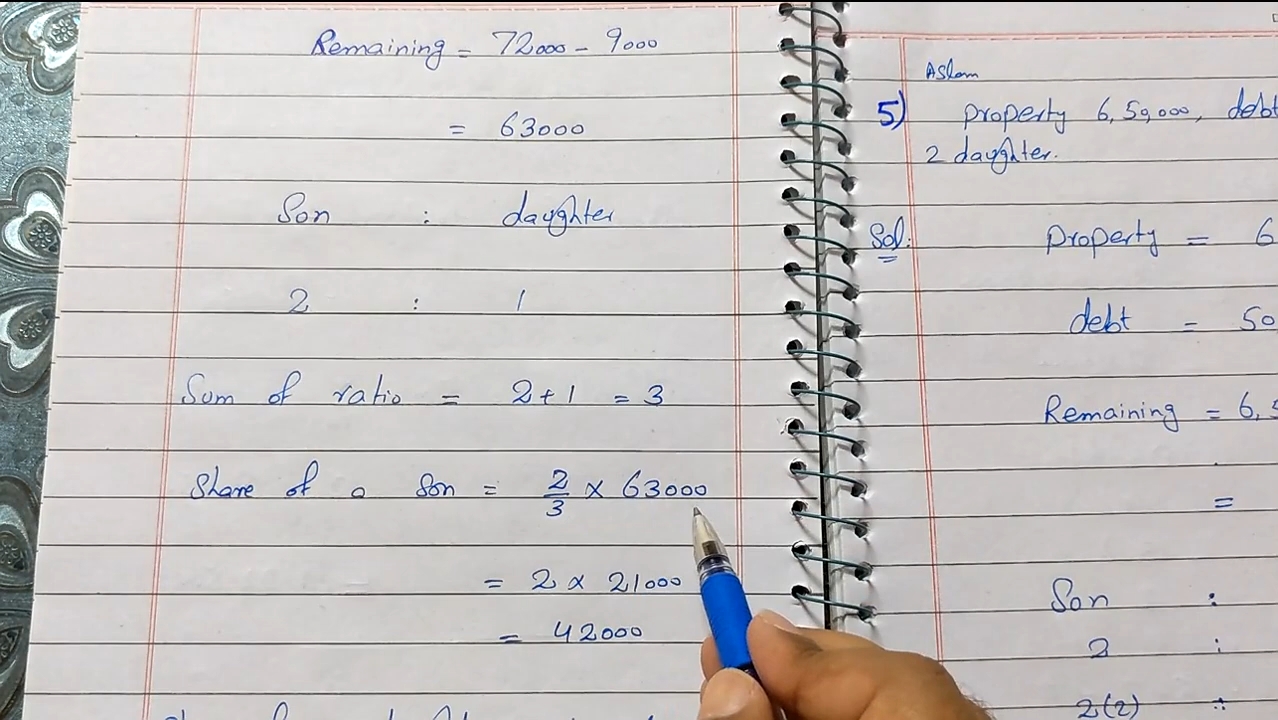 Remaining = 72000 - 9000
= 63000
Son : daughter
2 : 1
Sum of ratio = 2+1 = 3
Share of a Son = 2/3 × 63000
= 2 × 21000
= 42000
Aslam
5) property 6,50,000, debt
2 daughter.
Sol: property = 6
debt = 50
Remaining = 6,5
=
Son :
2 :
2(2) :